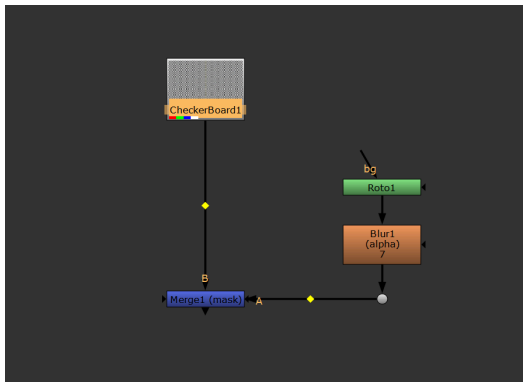 CheckerBoard1
bg
Roto1
Blur1
(alpha)
7
B
Merge1 (mask)
A